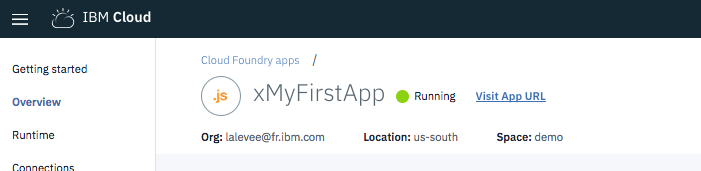 IBM Cloud
Cloud Foundry apps /
Getting started
.js
xMyFirstApp
Running
Visit App URL
Overview
Runtime
Org: lalevee@fr.ibm.com
Location: us-south
Space: demo
Connections